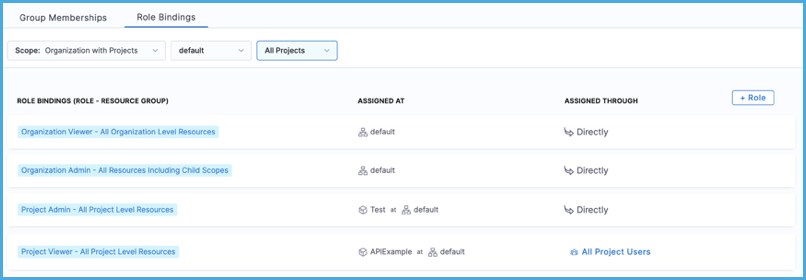 Group Memberships Role Bindings
Scope: Organization with Projects default All Projects
ROLE BINDINGS (ROLE - RESOURCE GROUP) ASSIGNED AT ASSIGNED THROUGH + Role
Organization Viewer - All Organization Level Resources default Directly
Organization Admin - All Resources Including Child Scopes default Directly
Project Admin - All Project Level Resources Test at default Directly
Project Viewer - All Project Level Resources APIExample at default All Project Users